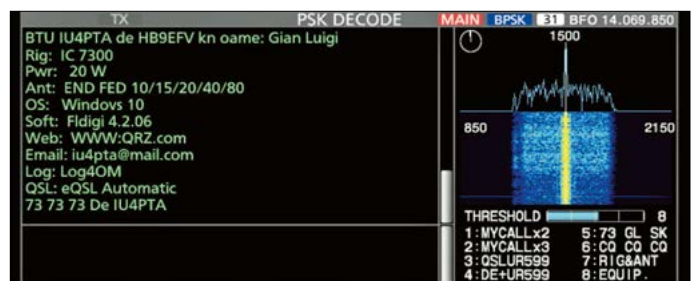 TX PSK DECODE MAIN BPSK 31 BFO 14.069.850
BTU IU4PTA de HB9EFV kn oame: Gian Luigi
Rig: IC 7300
Pwr: 20 W
Ant: END FED 10/15/20/40/80
OS: Windovs 10
Soft: Fldigi 4.2.06
Web: WWW:QRZ.com
Email: iu4pta@mail.com
Log: Log4OM
QSL: eQSL Automatic
73 73 73 De IU4PTA
1500
850 2150
THRESHOLD 8
1:MYCALLx2 5:73 GL SK
2:MYCALLx3 6:CQ CQ CQ
3:QSLUR599 7:RIG&ANT
4:DE+UR599 8:EQUIP.